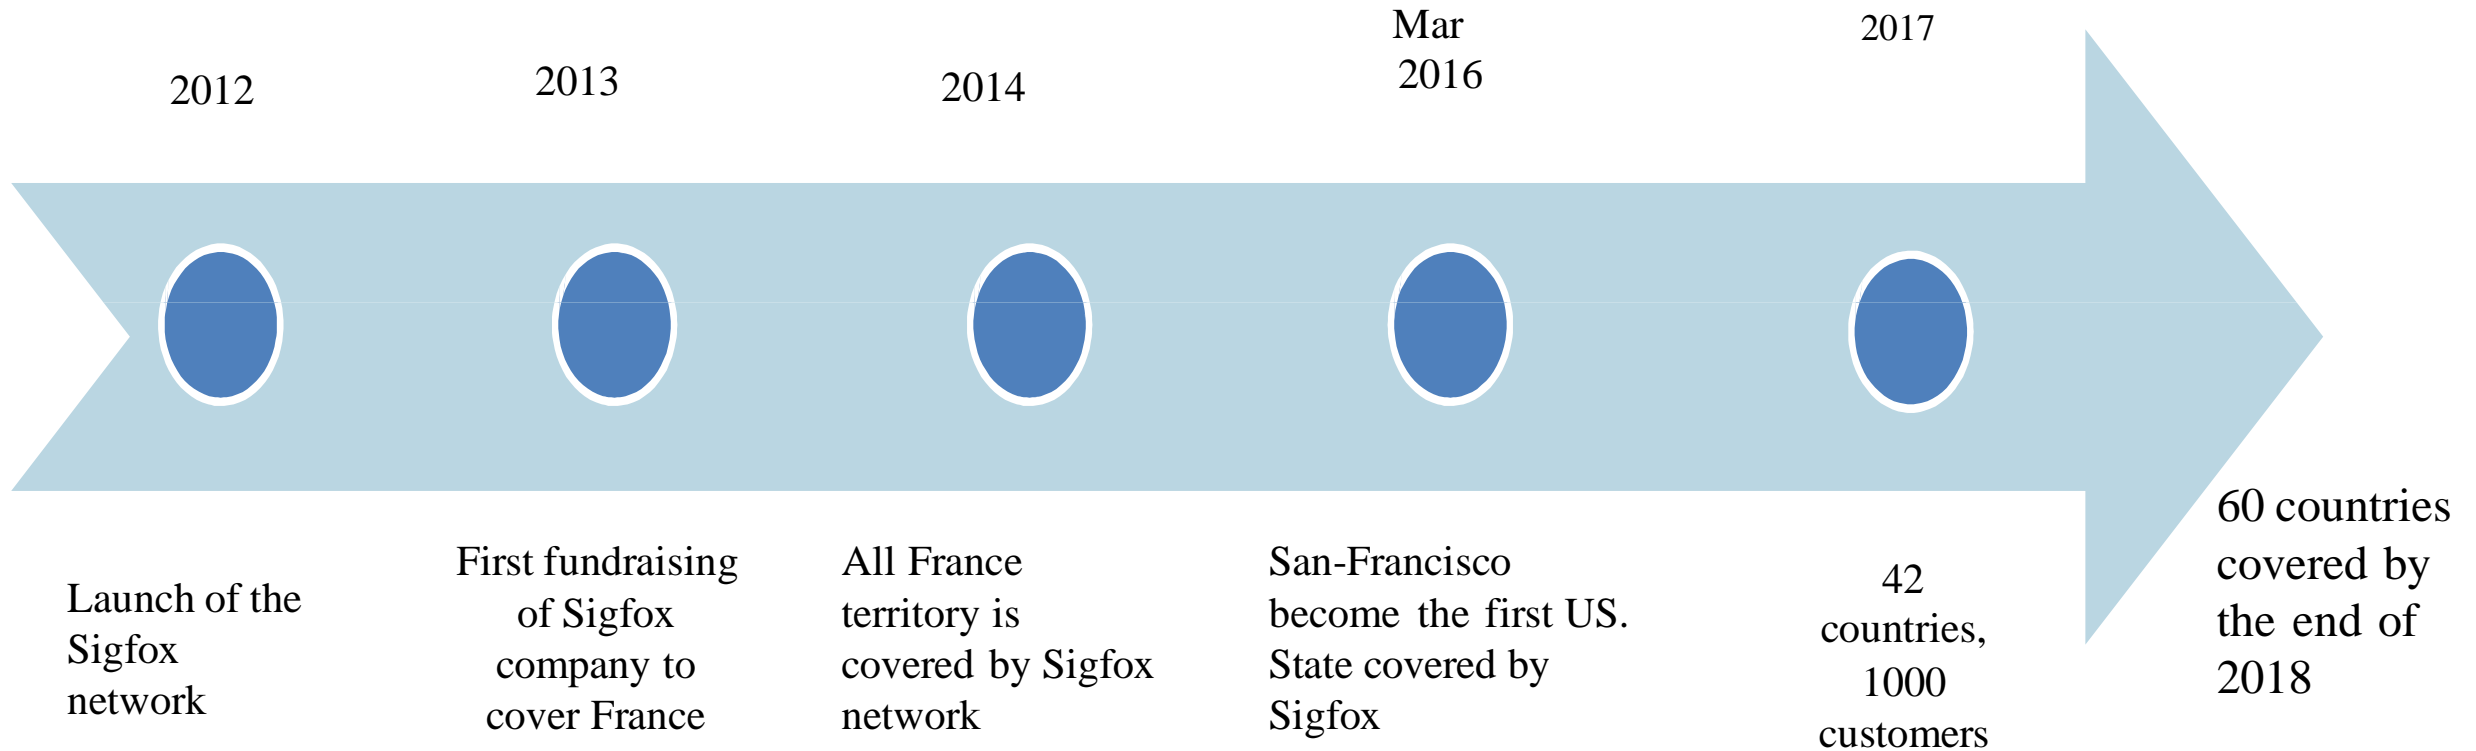 2012
2013
2014
Mar
2016
2017
Launch of the
Sigfox
network
First fundraising
of Sigfox
company to
cover France
All France
territory is
covered by Sigfox
network
San-Francisco
become the first US.
State covered by
Sigfox
42
countries,
1000
customers
60 countries
covered by
the end of
2018